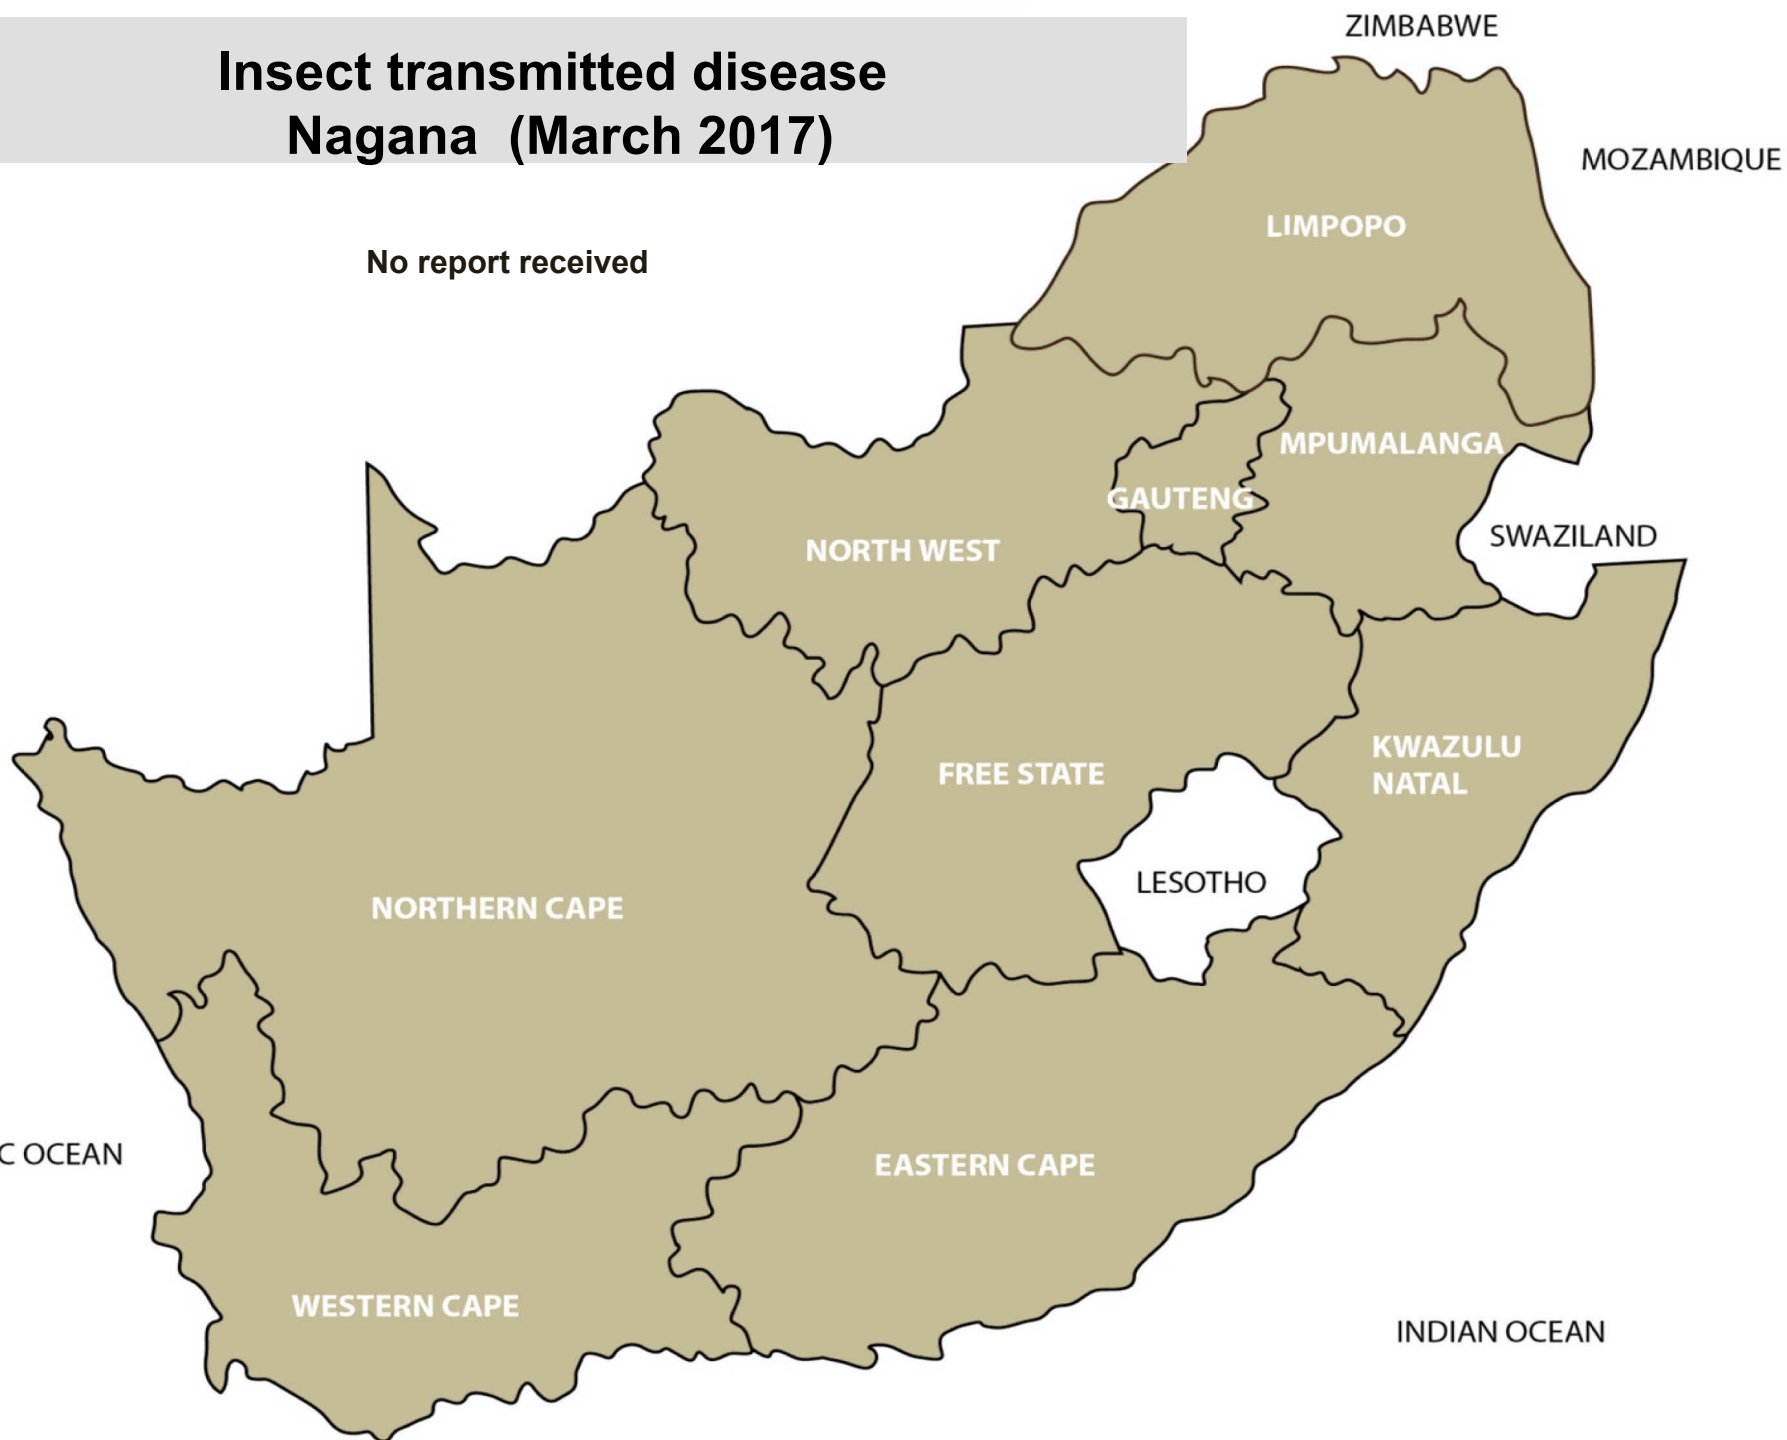 Insect transmitted disease
Nagana (March 2017)
ZIMBABWE
MOZAMBIQUE
LIMPOPO
No report received
MPUMALANGA
GAUTENG
SWAZILAND
NORTH WEST
KWAZULU
NATAL
FREE STATE
LESOTHO
NORTHERN CAPE
C OCEAN
EASTERN CAPE
WESTERN CAPE
INDIAN OCEAN